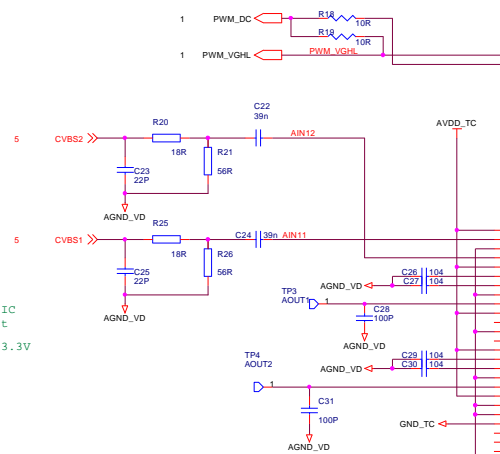 R18
1 PWM_DC
10R
R19
1 PWM_VGHL PWM_VGHL
10R
C22
39n
AVDD_TC
R20
AIN12
5 CVBS2
18R R21
C23 56R
22P
AGND_VD
R25
C24 39n AIN11
5 CVBS1
18R R26
C25 56R
22P
C26 104
C27 104
AGND_VD
TP3
AOUT1 1
IC
C28
100P
AGND_VD
t
AGND_VD
3.3V
C29 104
TP4
AOUT2
C30 104
AGND_VD
1
C31
100P
GND_TC
AGND_VD